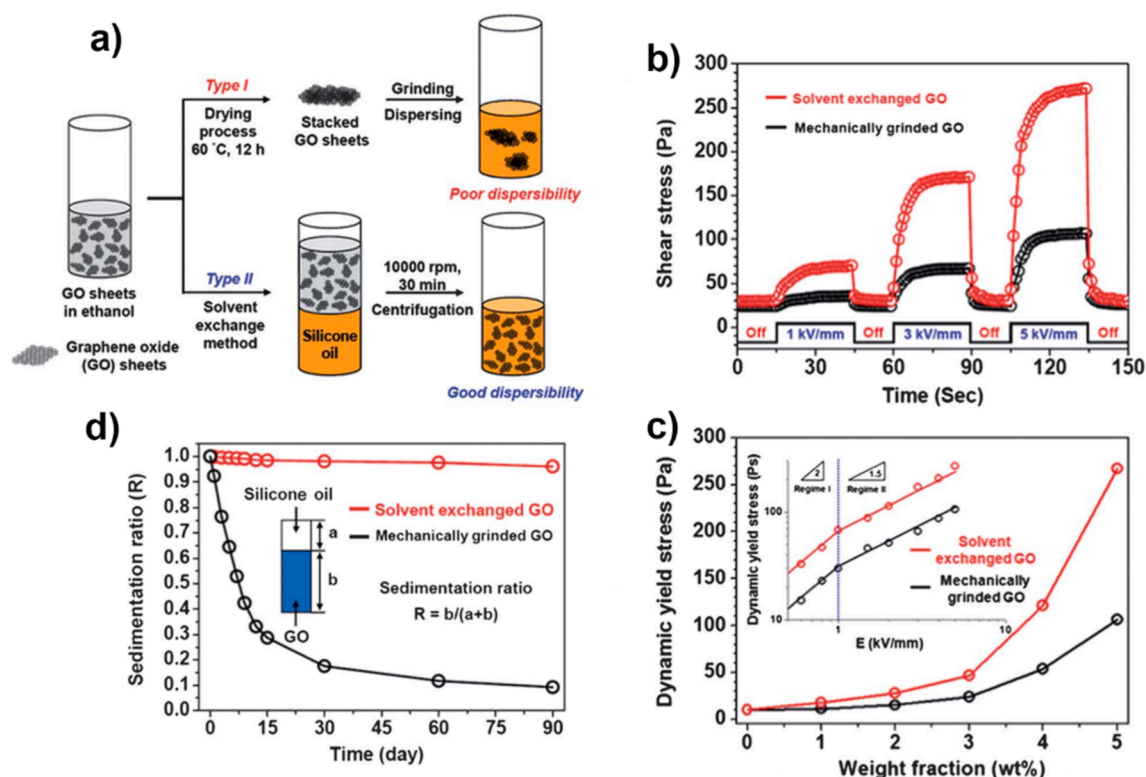 a)
Type I
Drying
process
60 °C, 12 h
Stacked
GO sheets
Grinding
Dispersing
Poor dispersibility
GO sheets
in ethanol
Graphene oxide
(GO) sheets
Type II
Solvent
exchange
method
Silicone
oil
10000 rpm,
30 min
Centrifugation
Good dispersibility
b)
Shear stress (Pa)
300
250
200
150
100
50
0
Solvent exchanged GO
Mechanically grinded GO
Off 1 kV/mm Off 3 kV/mm Off 5 kV/mm Off
0 30 60 90 120 150
Time (Sec)
d)
Sedimentation ratio (R)
1.0
0.9
0.8
0.7
0.6
0.5
0.4
0.3
0.2
0.1
0.0
Silicone oil
a
b
GO
Solvent exchanged GO
Mechanically grinded GO
Sedimentation ratio
R = b/(a+b)
0 15 30 45 60 75 90
Time (day)
c)
Dynamic yield stress (Pa)
300
250
200
150
100
50
0
Dynamic yield stress (Ps)
100
10
2
Regime I
1.5
Regime II
1 10
E (kV/mm)
Solvent
exchanged GO
Mechanically
grinded GO
0 1 2 3 4 5
Weight fraction (wt%)